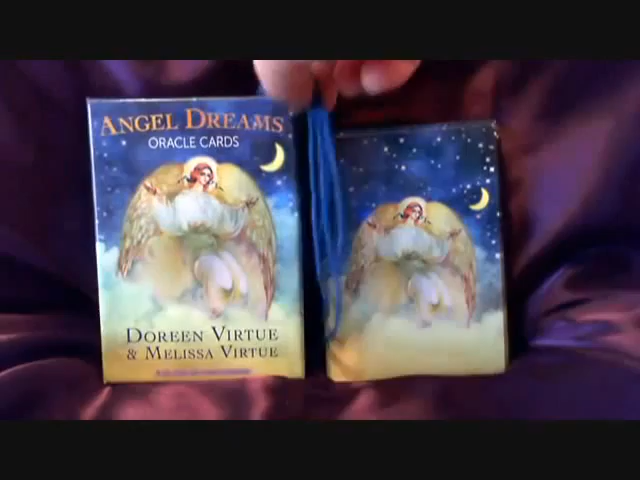 ANGEL DREAMS
ORACLE CARDS
DOREEN VIRTUE
& MELISSA VIRTUE